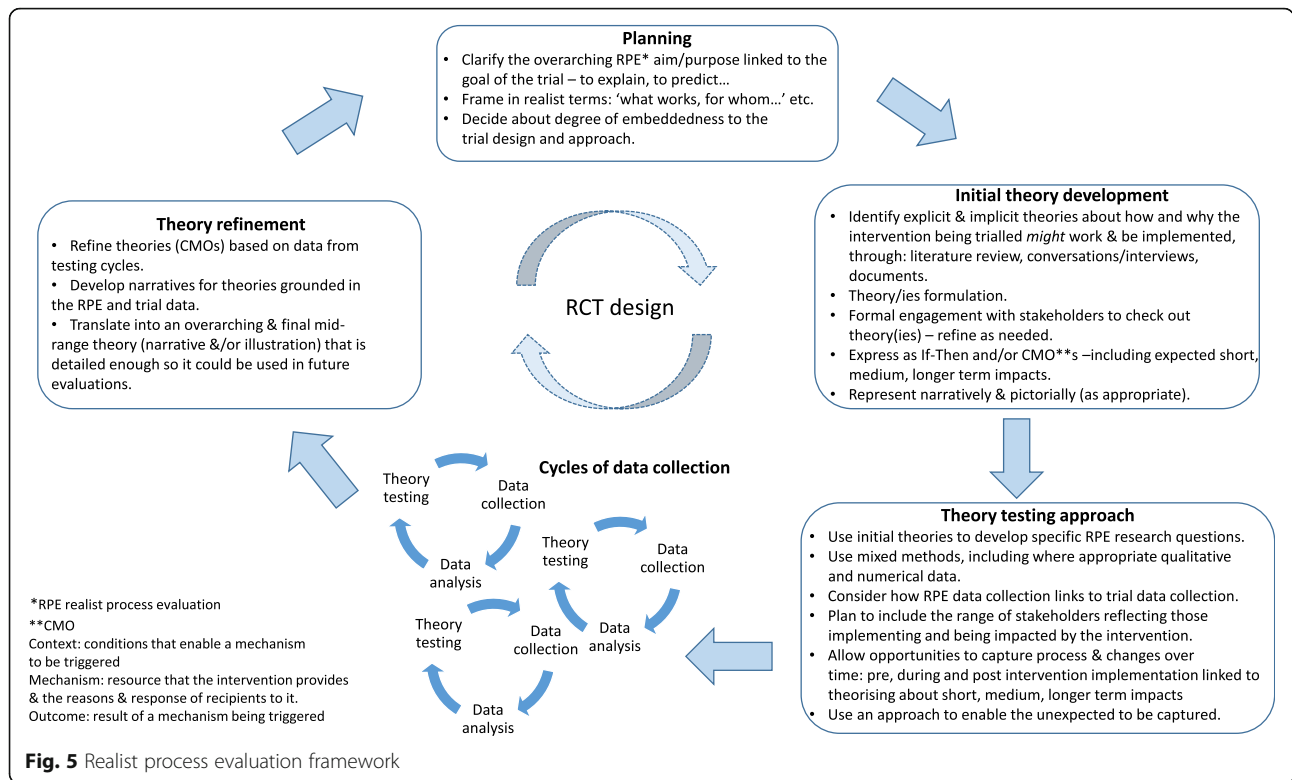 Planning
• Clarify the overarching RPE* aim/purpose linked to the
goal of the trial – to explain, to predict…
• Frame in realist terms: ‘what works, for whom…’ etc.
• Decide about degree of embeddedness to the
trial design and approach.
Initial theory development
• Identify explicit & implicit theories about how and why the
intervention being trialled might work & be implemented,
through: literature review, conversations/interviews,
documents.
• Theory/ies formulation.
• Formal engagement with stakeholders to check out
theory(ies) – refine as needed.
• Express as If-Then and/or CMO**s –including expected short,
medium, longer term impacts.
• Represent narratively & pictorially (as appropriate).
Theory testing approach
• Use initial theories to develop specific RPE research questions.
• Use mixed methods, including where appropriate qualitative
and numerical data.
• Consider how RPE data collection links to trial data collection.
• Plan to include the range of stakeholders reflecting those
implementing and being impacted by the intervention.
• Allow opportunities to capture process & changes over
time: pre, during and post intervention implementation linked to
theorising about short, medium, longer term impacts
• Use an approach to enable the unexpected to be captured.
Cycles of data collection
Theory
testing
Data
collection
Data
analysis
Theory
testing
Data
collection
Data
analysis
Theory
testing
Data
collection
Data
analysis
Theory refinement
• Refine theories (CMOs) based on data from
testing cycles.
• Develop narratives for theories grounded in
the RPE and trial data.
• Translate into an overarching & final mid-
range theory (narrative &/or illustration) that is
detailed enough so it could be used in future
evaluations.
RCT design
*RPE realist process evaluation
**CMO
Context: conditions that enable a mechanism
to be triggered
Mechanism: resource that the intervention provides
& the reasons & response of recipients to it.
Outcome: result of a mechanism being triggered
Fig. 5 Realist process evaluation framework